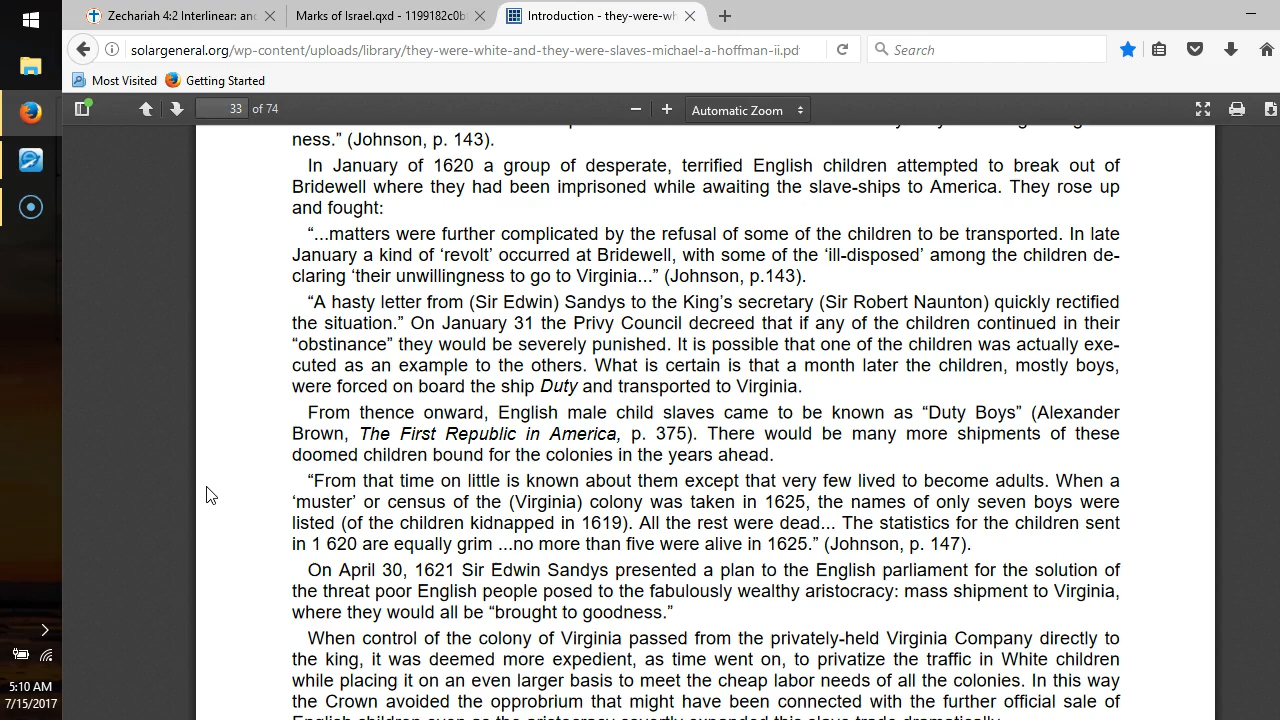 Zechariah 4:2 Interlinear: an
Marks of Israel.qxd - 1199182c0b
Introduction - they-were-wh
solargeneral.org/wp-content/uploads/library/they-were-white-and-they-were-slaves-michael-a-hoffman-ii.pd
Search
Most Visited
Getting Started
33 of 74
Automatic Zoom
ness.” (Johnson, p. 143).
In January of 1620 a group of desperate, terrified English children attempted to break out of
Bridewell where they had been imprisoned while awaiting the slave-ships to America. They rose up
and fought:
“...matters were further complicated by the refusal of some of the children to be transported. In late
January a kind of ‘revolt’ occurred at Bridewell, with some of the ‘ill-disposed’ among the children de-
claring ‘their unwillingness to go to Virginia...” (Johnson, p.143).
“A hasty letter from (Sir Edwin) Sandys to the King’s secretary (Sir Robert Naunton) quickly rectified
the situation.” On January 31 the Privy Council decreed that if any of the children continued in their
“obstinance” they would be severely punished. It is possible that one of the children was actually exe-
cuted as an example to the others. What is certain is that a month later the children, mostly boys,
were forced on board the ship Duty and transported to Virginia.
From thence onward, English male child slaves came to be known as “Duty Boys” (Alexander
Brown, The First Republic in America, p. 375). There would be many more shipments of these
doomed children bound for the colonies in the years ahead.
“From that time on little is known about them except that very few lived to become adults. When a
‘muster’ or census of the (Virginia) colony was taken in 1625, the names of only seven boys were
listed (of the children kidnapped in 1619). All the rest were dead... The statistics for the children sent
in 1 620 are equally grim ...no more than five were alive in 1625.” (Johnson, p. 147).
On April 30, 1621 Sir Edwin Sandys presented a plan to the English parliament for the solution of
the threat poor English people posed to the fabulously wealthy aristocracy: mass shipment to Virginia,
where they would all be “brought to goodness.”
When control of the colony of Virginia passed from the privately-held Virginia Company directly to
the king, it was deemed more expedient, as time went on, to privatize the traffic in White children
while placing it on an even larger basis to meet the cheap labor needs of all the colonies. In this way
the Crown avoided the opprobrium that might have been connected with the further official sale of
English children even as the aristocracy covertly expanded this slave trade dramatically.
5:10 AM
7/15/2017